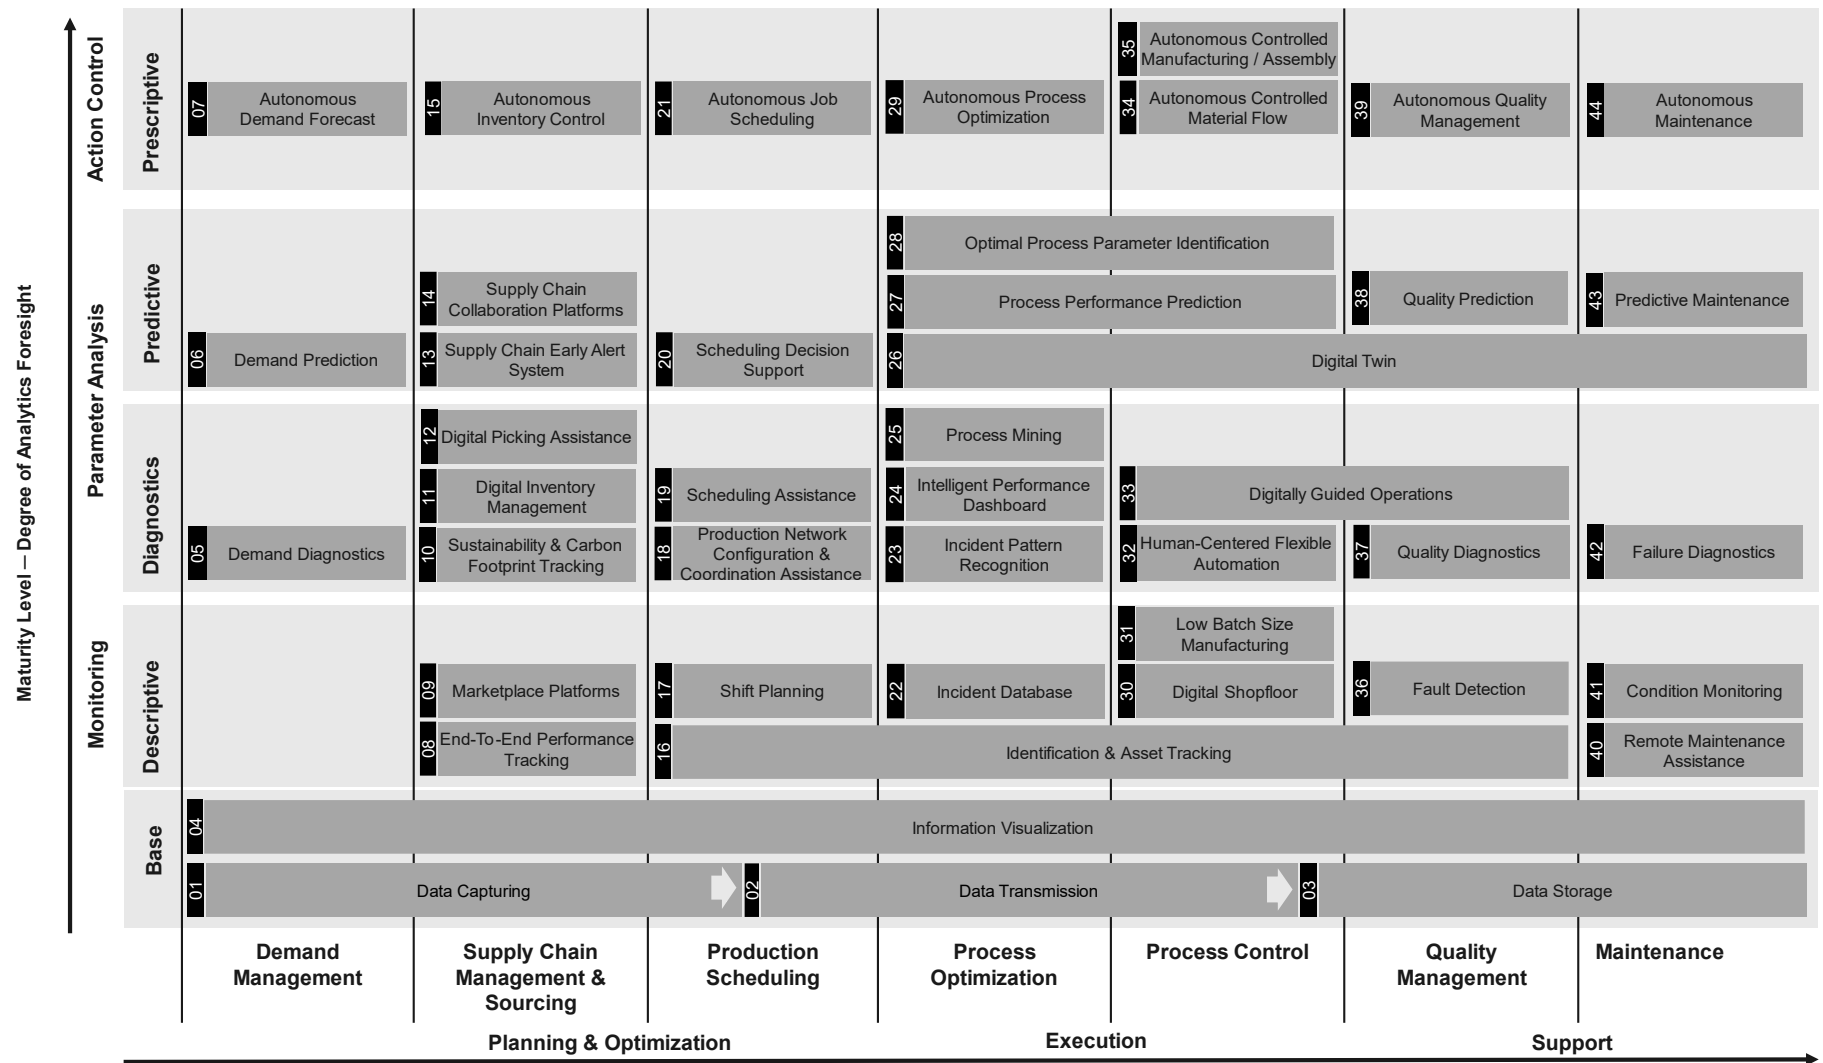 Maturity Level – Degree of Analytics Foresight
Action Control
Prescriptive
07
Autonomous
Demand Forecast
15
Autonomous
Inventory Control
21
Autonomous Job
Scheduling
29
Autonomous Process
Optimization
35
Autonomous Controlled
Manufacturing / Assembly
34
Autonomous Controlled
Material Flow
39
Autonomous Quality
Management
44
Autonomous
Maintenance
Parameter Analysis
Predictive
06
Demand Prediction
14
Supply Chain
Collaboration Platforms
13
Supply Chain Early Alert
System
20
Scheduling Decision
Support
28
Optimal Process Parameter Identification
27
Process Performance Prediction
26
Digital Twin
38
Quality Prediction
43
Predictive Maintenance
Diagnostics
05
Demand Diagnostics
12
Digital Picking Assistance
11
Digital Inventory
Management
10
Sustainability & Carbon
Footprint Tracking
19
Scheduling Assistance
18
Production Network
Configuration &
Coordination Assistance
25
Process Mining
24
Intelligent Performance
Dashboard
23
Incident Pattern
Recognition
33
Digitally Guided Operations
32
Human-Centered Flexible
Automation
37
Quality Diagnostics
42
Failure Diagnostics
Monitoring
Descriptive
09
Marketplace Platforms
08
End-To-End Performance
Tracking
17
Shift Planning
16
Identification & Asset Tracking
22
Incident Database
31
Low Batch Size
Manufacturing
30
Digital Shopfloor
36
Fault Detection
41
Condition Monitoring
40
Remote Maintenance
Assistance
Base
04
Information Visualization
01
Data Capturing
02
Data Transmission
03
Data Storage
Demand
Management
Supply Chain
Management &
Sourcing
Production
Scheduling
Process
Optimization
Process Control
Quality
Management
Maintenance
Planning & Optimization
Execution
Support